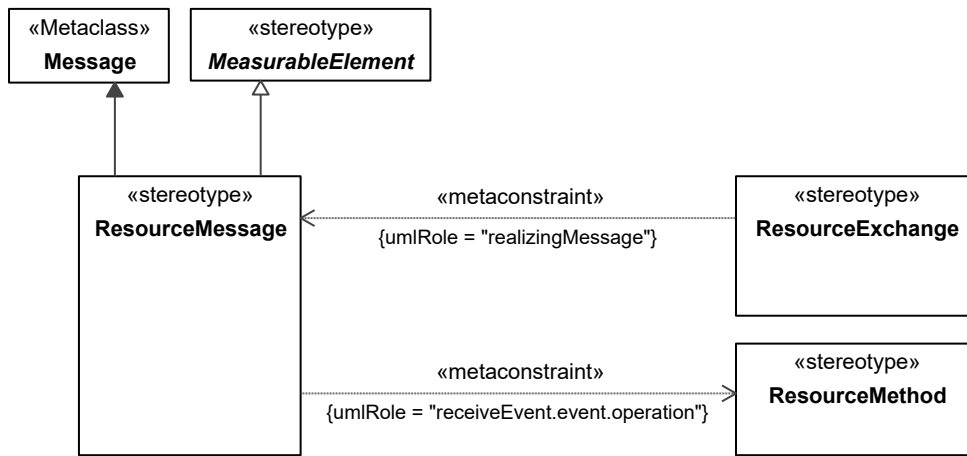 «Metaclass»
Message
«stereotype»
MeasurableElement
«stereotype»
ResourceMessage
«metaconstraint»
{umlRole = "realizingMessage"}
«stereotype»
ResourceExchange
«metaconstraint»
{umlRole = "receiveEvent.event.operation"}
«stereotype»
ResourceMethod